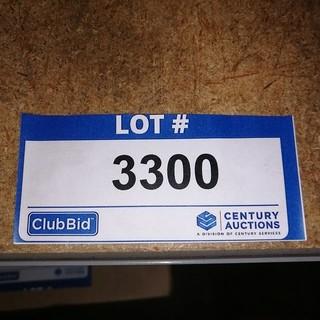 LOT #
3300
ClubBid
CENTURY
AUCTIONS
A DIVISION OF CENTURY SERVICES